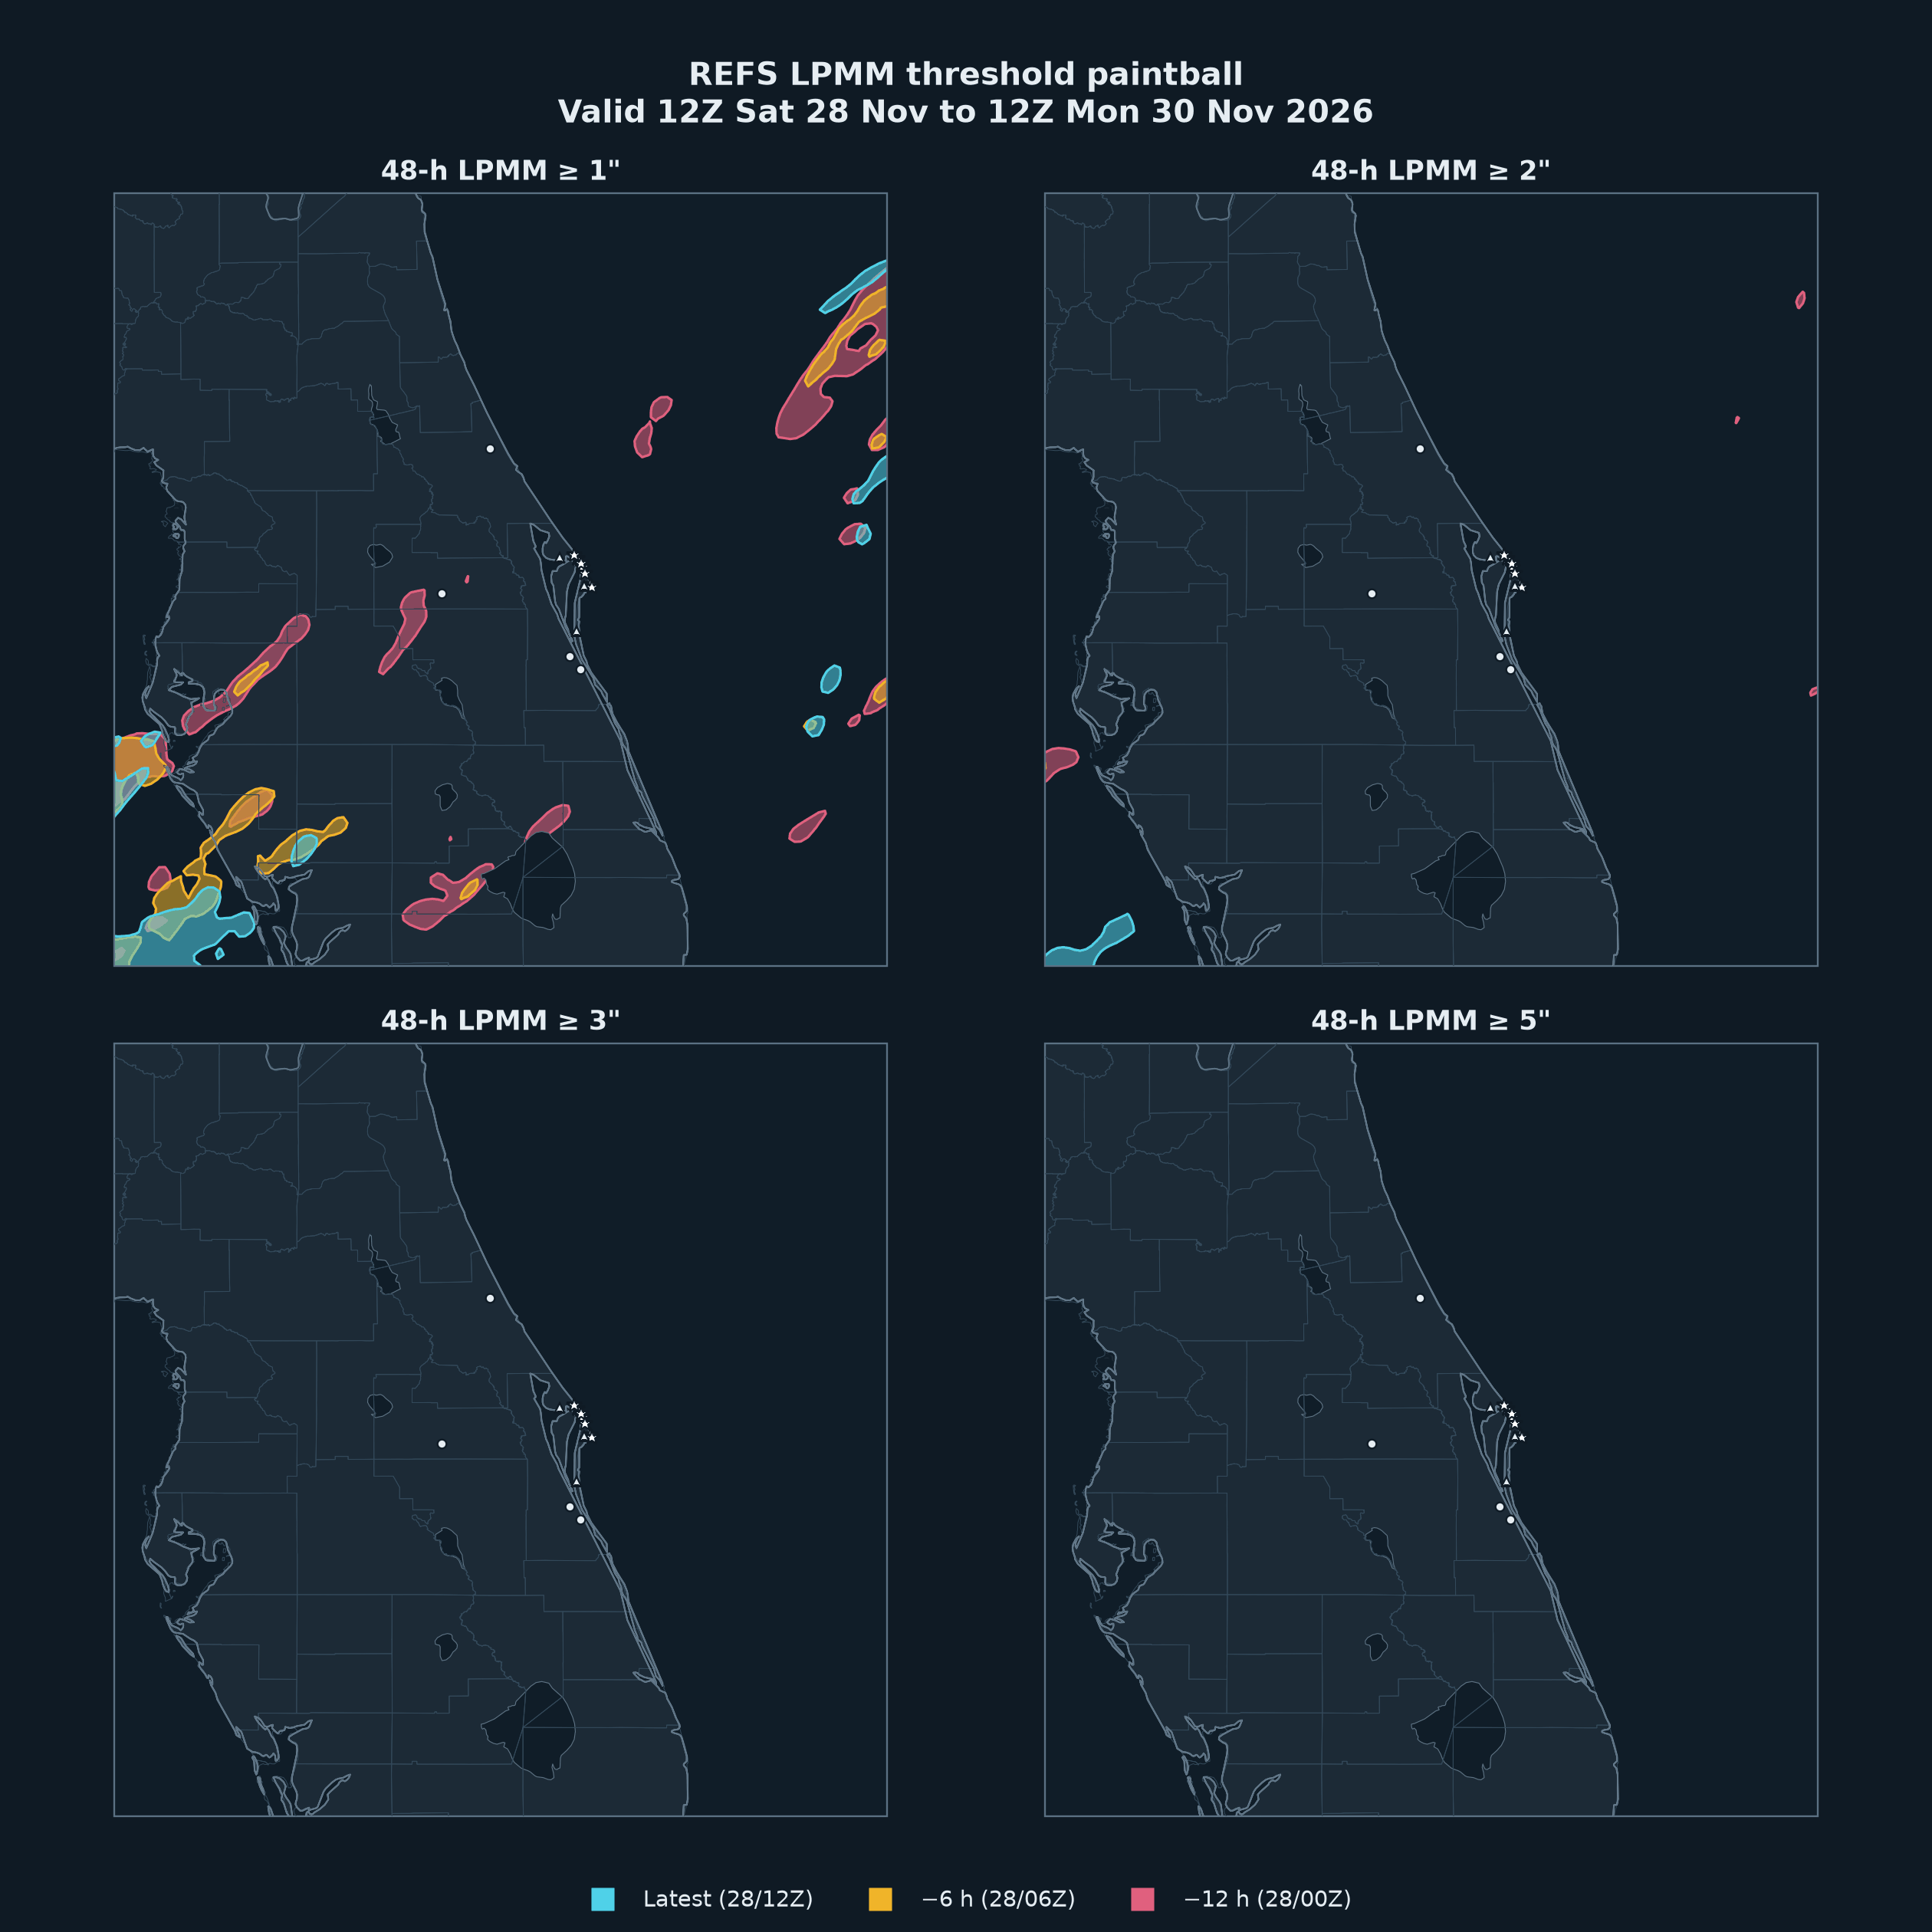 REFS LPMM threshold paintball
Valid 12Z Sat 28 Nov to 12Z Mon 30 Nov 2026
48-h LPMM ≥ 1"
48-h LPMM ≥ 2"
48-h LPMM ≥ 3"
48-h LPMM ≥ 5"
Latest (28/12Z)
−6 h (28/06Z)
−12 h (28/00Z)